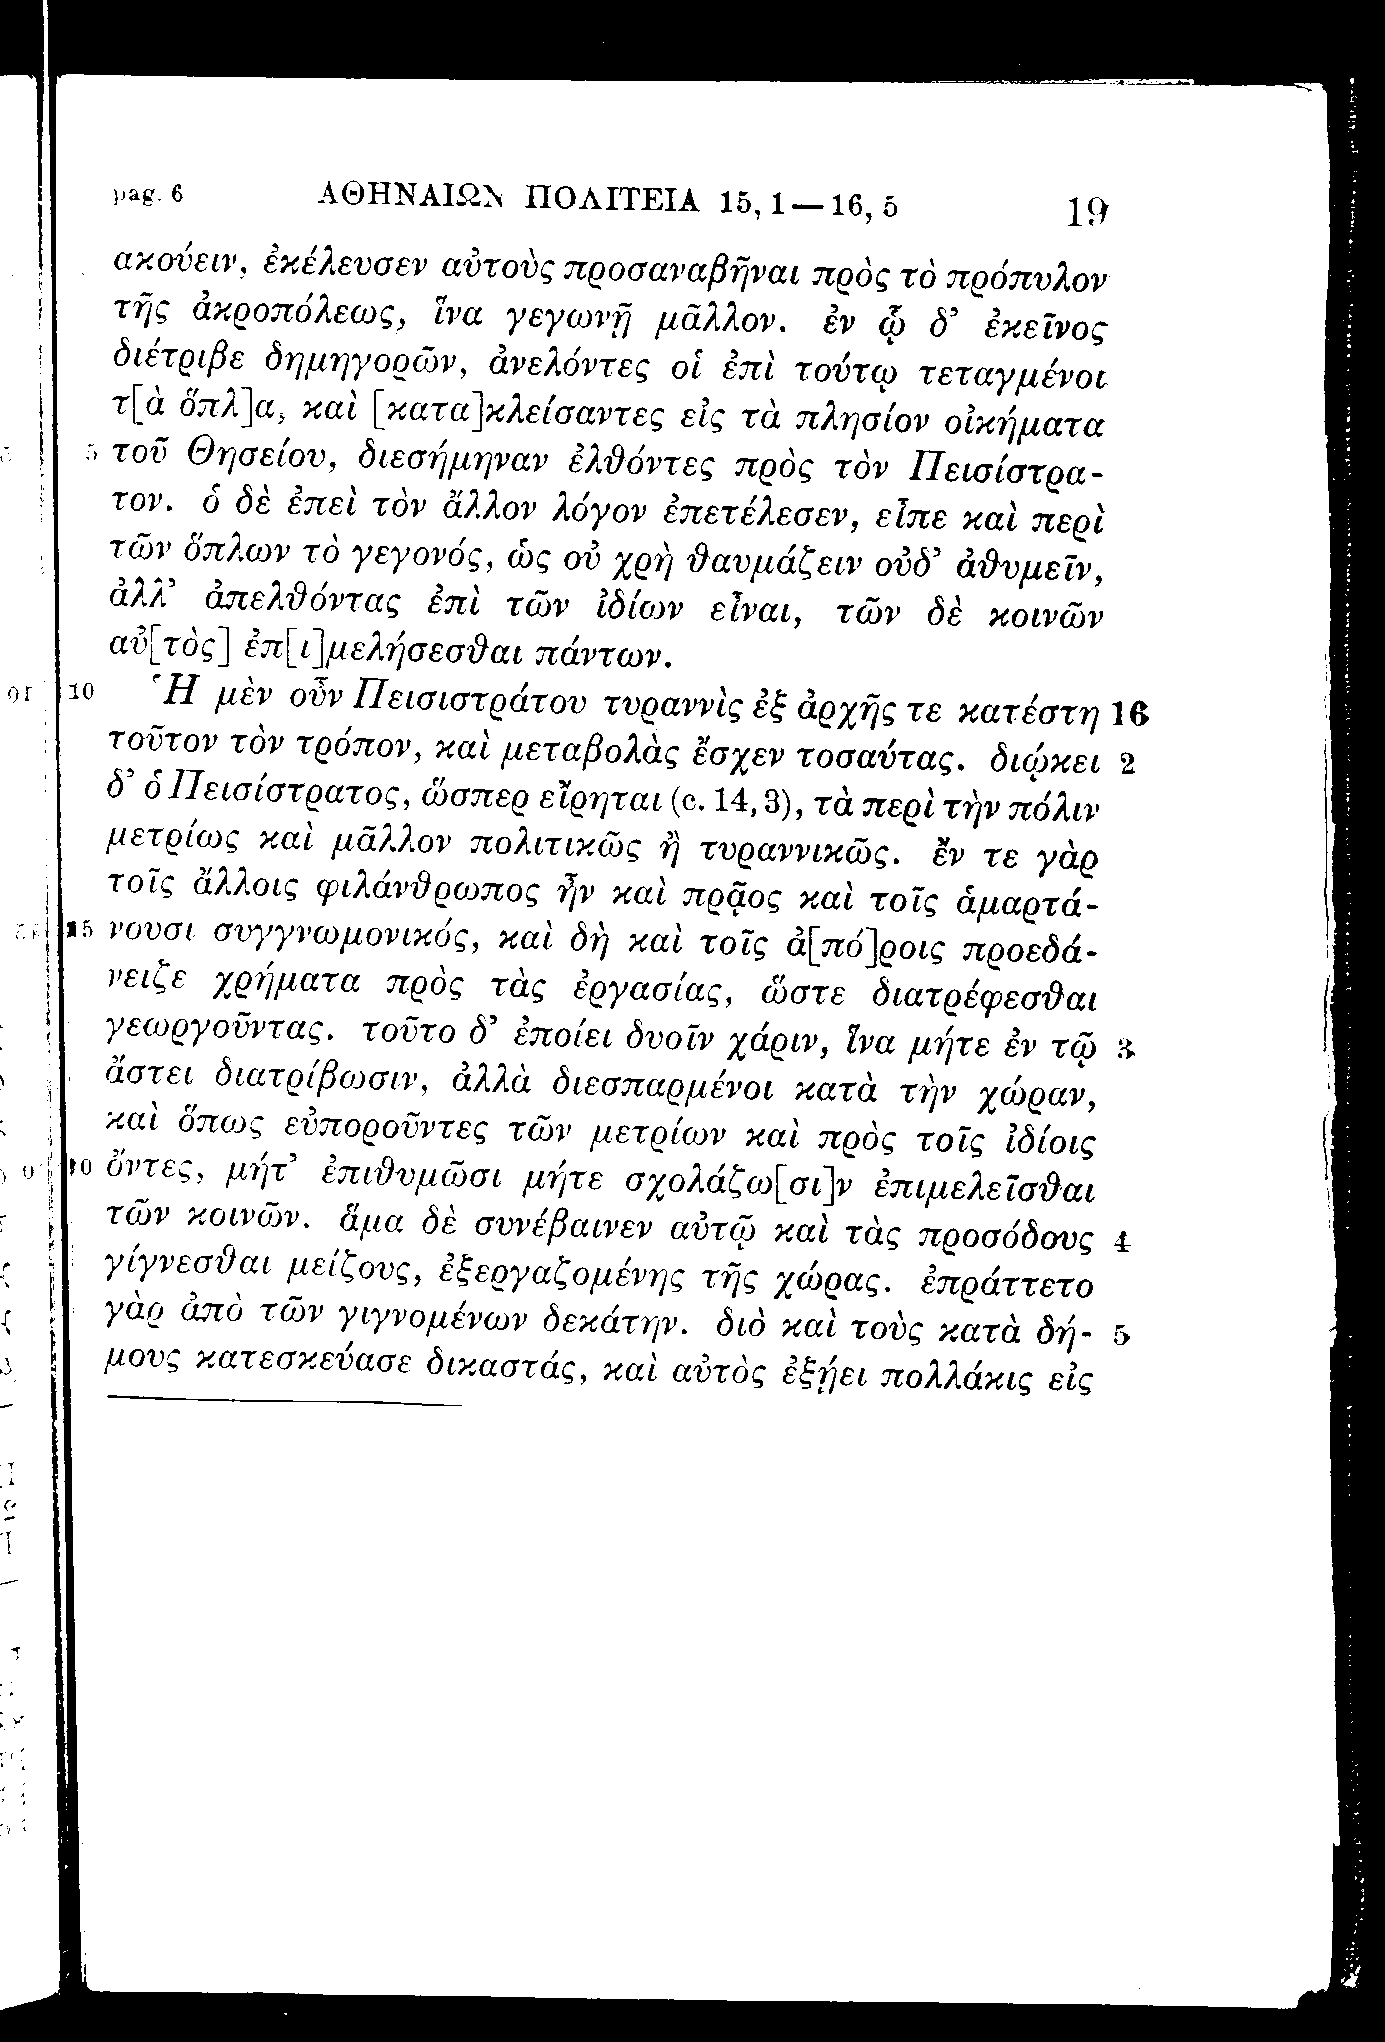 pag. 6 ΑΘΗΝΑΙΩΝ ΠΟΛΙΤΕΙΑ 15, 1 — 16, 5 19
ακούειν, ἐκέλευσεν αὐτοὺς προσαναβῆναι πρὸς τὸ πρόπυλον
τῆς ἀκροπόλεως, ἵνα γεγωνῇ μᾶλλον. ἐν ᾧ δ’ ἐκεῖνος
διέτριβε δημηγορῶν, ἀνελόντες οἱ ἐπὶ τούτῳ τεταγμένοι
τ[ὰ ὅπλ]α, καὶ [κατα]κλείσαντες εἰς τὰ πλησίον οἰκήματα
5 τοῦ Θησείου, διεσήμηναν ἐλθόντες πρὸς τὸν Πεισίστρα-
τον. ὁ δὲ ἐπεὶ τὸν ἄλλον λόγον ἐπετέλεσεν, εἶπε καὶ περὶ
τῶν ὅπλων τὸ γεγονός, ὡς οὐ χρὴ θαυμάζειν οὐδ’ ἀθυμεῖν,
ἀλλ’ ἀπελθόντας ἐπὶ τῶν ἰδίων εἶναι, τῶν δὲ κοινῶν
αὐ[τὸς] ἐπ[ι]μελήσεσθαι πάντων.
10 Ἡ μὲν οὖν Πεισιστράτου τυραννὶς ἐξ ἀρχῆς τε κατέστη 16
τοῦτον τὸν τρόπον, καὶ μεταβολὰς ἔσχεν τοσαύτας. διῴκει 2
δ’ ὁ Πεισίστρατος, ὥσπερ εἴρηται (c. 14, 3), τὰ περὶ τὴν πόλιν
μετρίως καὶ μᾶλλον πολιτικῶς ἢ τυραννικῶς. ἔν τε γὰρ
τοῖς ἄλλοις φιλάνθρωπος ἦν καὶ πρᾷος καὶ τοῖς ἁμαρτά-
15 νουσι συγγνωμονικός, καὶ δὴ καὶ τοῖς ἀ[πό]ροις προεδά-
νειζε χρήματα πρὸς τὰς ἐργασίας, ὥστε διατρέφεσθαι
γεωργοῦντας. τοῦτο δ’ ἐποίει δυοῖν χάριν, ἵνα μήτε ἐν τῷ 3
ἄστει διατρίβωσιν, ἀλλὰ διεσπαρμένοι κατὰ τὴν χώραν,
καὶ ὅπως εὐποροῦντες τῶν μετρίων καὶ πρὸς τοῖς ἰδίοις
ὄντες, μήτ’ ἐπιθυμῶσι μήτε σχολάζω[σι]ν ἐπιμελεῖσθαι
τῶν κοινῶν. ἅμα δὲ συνέβαινεν αὐτῷ καὶ τὰς προσόδους 4
γίγνεσθαι μείζους, ἐξεργαζομένης τῆς χώρας. ἐπράττετο
γὰρ ἀπὸ τῶν γιγνομένων δεκάτην. διὸ καὶ τοὺς κατὰ δή- 5
μους κατεσκεύασε δικαστάς, καὶ αὐτὸς ἐξῄει πολλάκις εἰς